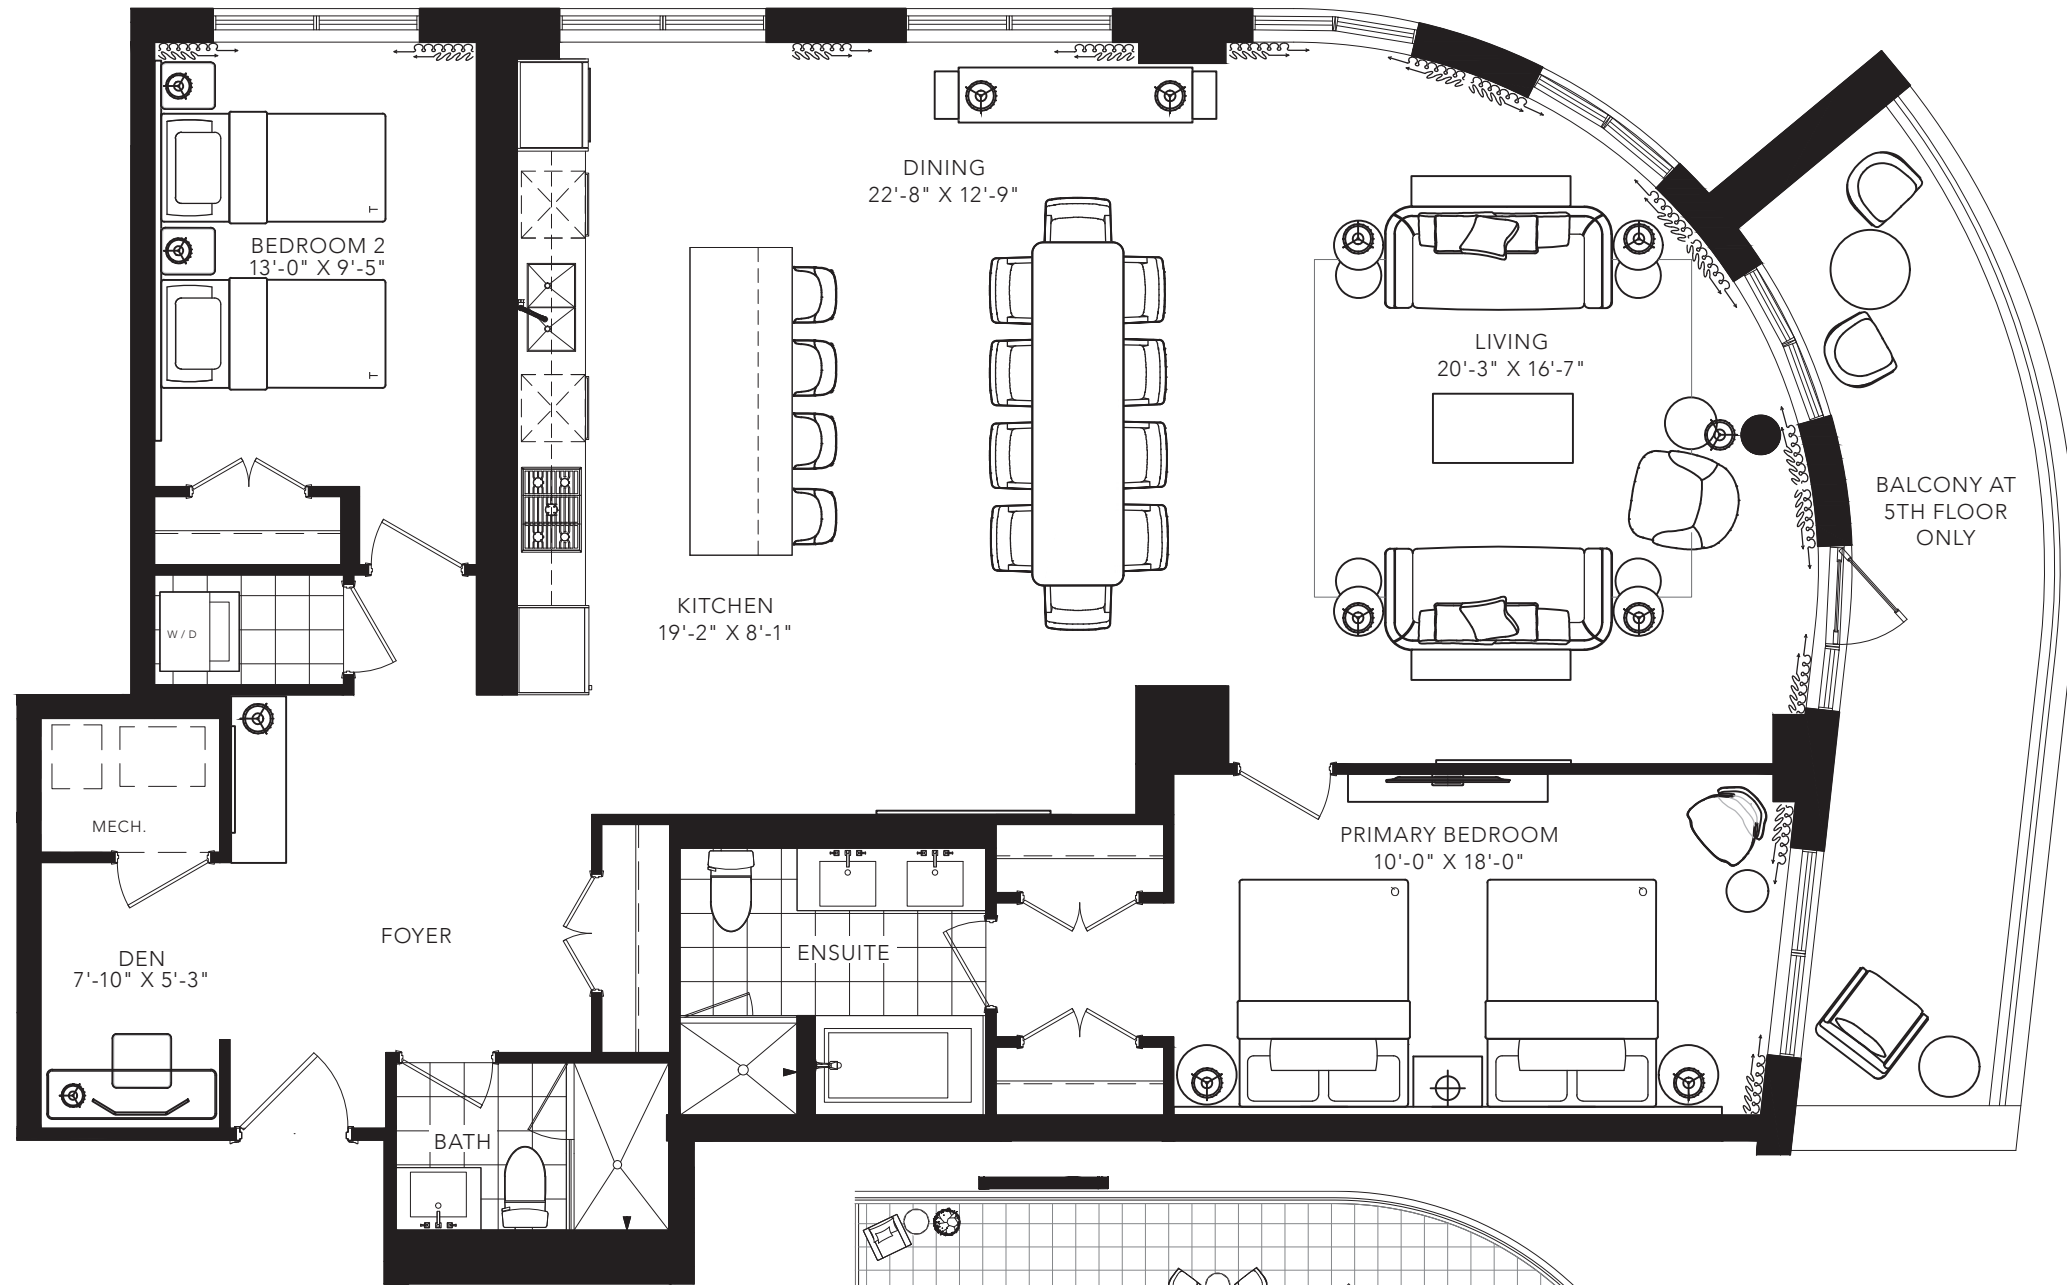 DINING
22'-8" X 12'-9"
BEDROOM 2
13'-0" X 9'-5"
LIVING
20'-3" X 16'-7"
BALCONY AT
5TH FLOOR
ONLY
KITCHEN
19'-2" X 8'-1"
W / D
MECH.
PRIMARY BEDROOM
10'-0" X 18'-0"
FOYER
ENSUITE
DEN
7'-10" X 5'-3"
BATH
T
T